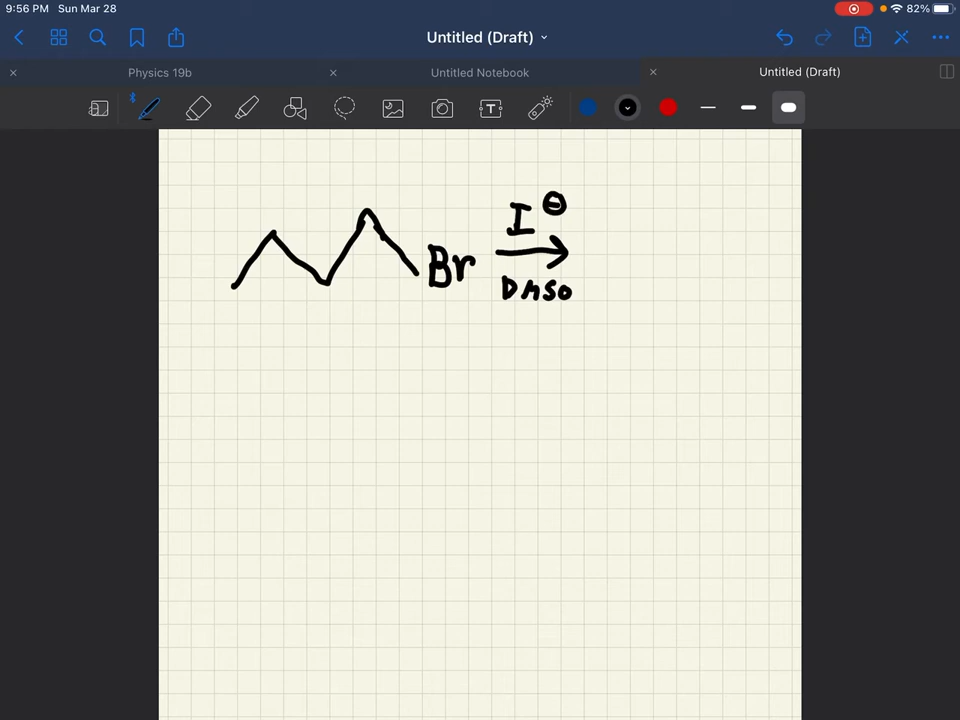 9:56 PM Sun Mar 28
82%
Untitled (Draft)
Physics 19b
Untitled Notebook
Untitled (Draft)
T
I⊖
Br
DMSO